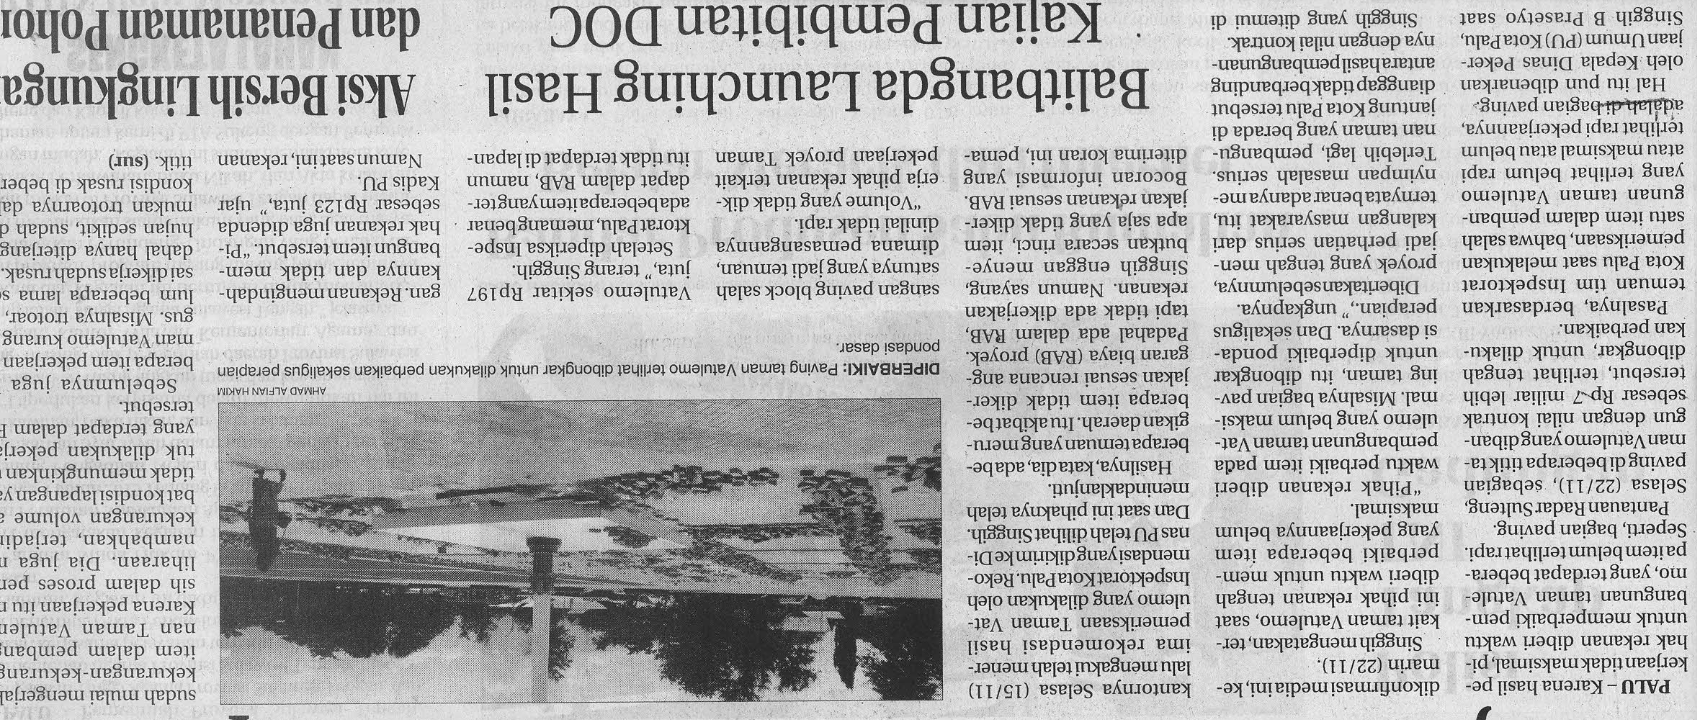 PALU – Karena hasil pe-
kerjaan tidak maksimal, pi-
hak rekanan diberi waktu
untuk memperbaiki pem-
bangunan taman Vatule-
mo, yang terdapat bebera-
pa item belum terlihat rapi.
Seperti, bagian paving.
Pantauan Radar Sulteng,
Selasa (22/11), sebagian
paving di beberapa titik ta-
man Vatulemo yang diban-
gun dengan nilai kontrak
sebesar Rp-7 miliar lebih
tersebut, terlihat tengah
dibongkar, untuk dilaku-
kan perbaikan.
Pasalnya, berdasarkan
temuan tim Inspektorat
Kota Palu saat melakukan
pemeriksaan, bahwa salah
satu item dalam pemban-
gunan taman Vatulemo
yang terlihat belum rapi
atau maksimal atau belum
terlihat rapi pekerjaannya,
adalah di bagian paving.
Hal itu pun dibenarkan
oleh Kepala Dinas Peker-
jaan Umum (PU) Kota Palu,
Singgih B Prasetyo saat
dikonfirmasi media ini, ke-
marin (22/11).
Singgih mengatakan, ter-
kait taman Vatulemo, saat
ini pihak rekanan tengah
diberi waktu untuk mem-
perbaiki beberapa item
yang pekerjaannya belum
maksimal.
"Pihak rekanan diberi
waktu perbaiki item pada
pembangunan taman Vat-
ulemo yang belum maksi-
mal. Misalnya bagian pav-
ing taman, itu dibongkar
untuk diperbaiki ponda-
si dasarnya. Dan sekaligus
perapian," ungkapnya.
Diberitakan sebelumnya,
proyek yang tengah men-
jadi perhatian serius dari
kalangan masyarakat itu,
ternyata benar adanya me-
nyimpan masalah serius.
Terlebih lagi, pembangu-
nan taman yang berada di
jantung Kota Palu tersebut
dianggap tidak berbanding
antara hasil pembangunan-
nya dengan nilai kontrak.
Singgih yang ditemui di
kantornya Selasa (15/11)
lalu mengaku telah mener-
ima rekomendasi hasil
pemeriksaan Taman Vat-
ulemo yang dilakukan oleh
Inspektorat Kota Palu. Reko-
mendasi yang dikirim ke Di-
nas PU telah dilihat Singgih.
Dan saat ini pihaknya telah
menindaklanjuti.
Hasilnya, kata dia, ada be-
berapa temuan yang meru-
gikan daerah. Itu akibat be-
berapa item tidak diker-
jakan sesuai rencana ang-
garan biaya (RAB) proyek.
Padahal ada dalam RAB,
tapi tidak ada dikerjakan
rekanan. Namun sayang,
Singgih enggan menye-
butkan secara rinci, item
apa saja yang tidak diker-
jakan rekanan sesuai RAB.
Bocoran informasi yang
diterima koran ini, pema-
AHMAD ALFIAN HAKIM
DIPERBAIKI: Paving taman Vatulemo terlihat dibongkar untuk dilakukan perbaikan sekaligus perapian
pondasi dasar.
sangan paving block salah
satunya yang jadi temuan,
dimana pemasangannya
dinilai tidak rapi.
"Volume yang tidak dik-
erja pihak rekanan terkait
pekerjaan proyek Taman
Vatulemo sekitar Rp197
juta," terang Singgih.
Setelah diperiksa Inspe-
ktorat Palu, memang benar
ada beberapa item yang ter-
dapat dalam RAB, namun
itu tidak terdapat di lapan-
gan. Rekanan mengindah-
kannya dan tidak mem-
bangun item tersebut. "Pi-
hak rekanan juga didenda
sebesar Rp123 juta," ujar
Kadis PU.
Namun saat ini, rekanan
sudah mulai mengerja
kekurangan-kekurang
item dalam pembang
nan Taman Vatulem
Karena pekerjaan itu m
sih dalam proses pem
liharaan. Dia juga m
nambahkan, terjadin
kekurangan volume a
bat kondisi lapangan ya
tidak memungkinkan
tuk dilakukan pekerja
yang terdapat dalam
tersebut.
Sebelumnya juga
berapa item pekerjaan
man Vatulemo kurang
gus. Misalnya trotoar,
lum beberapa lama se
sai dikerja sudah rusak.
dahal hanya diterjang
hujan sedikit, sudah
mukan trotoarnya da
kondisi rusak di beber
titik. (sur)
Balitbangda Launching Hasil
Kajian Pembibitan DOC
Aksi Bersih Lingkungan
dan Penanaman Pohon